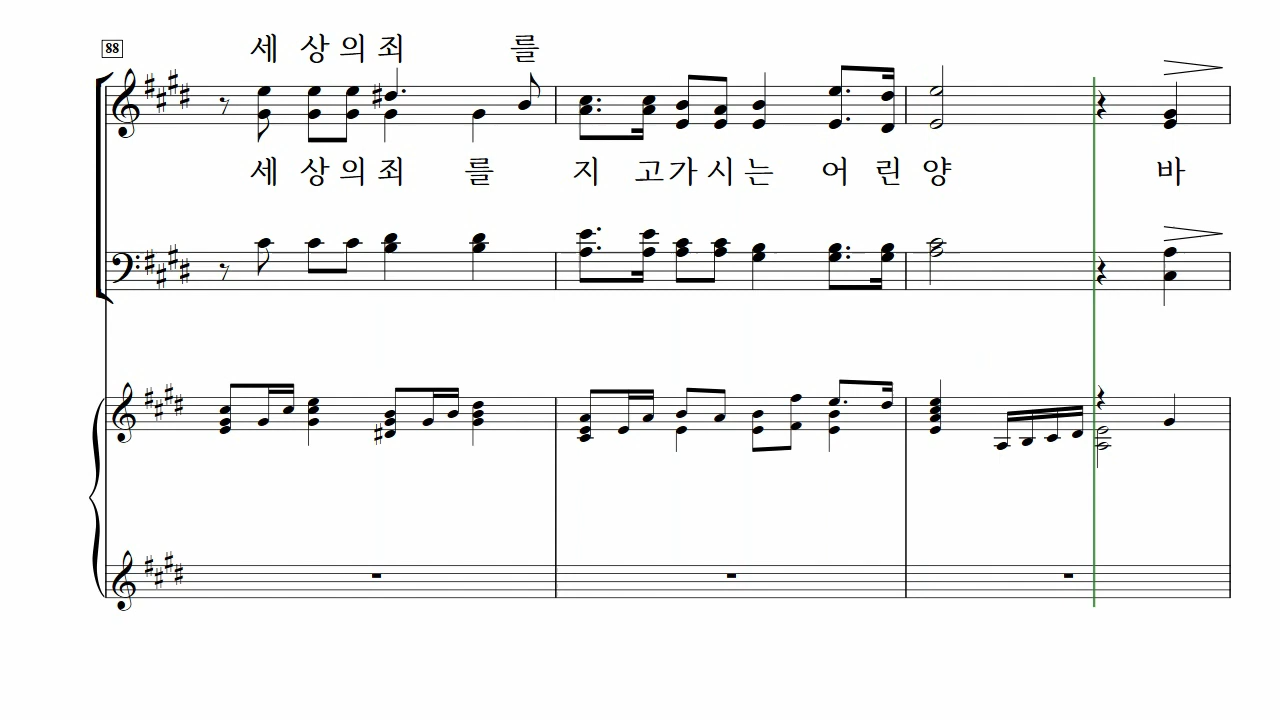 88
세 상의죄 를
세 상의죄 를 지 고가시는 어 린 양 바